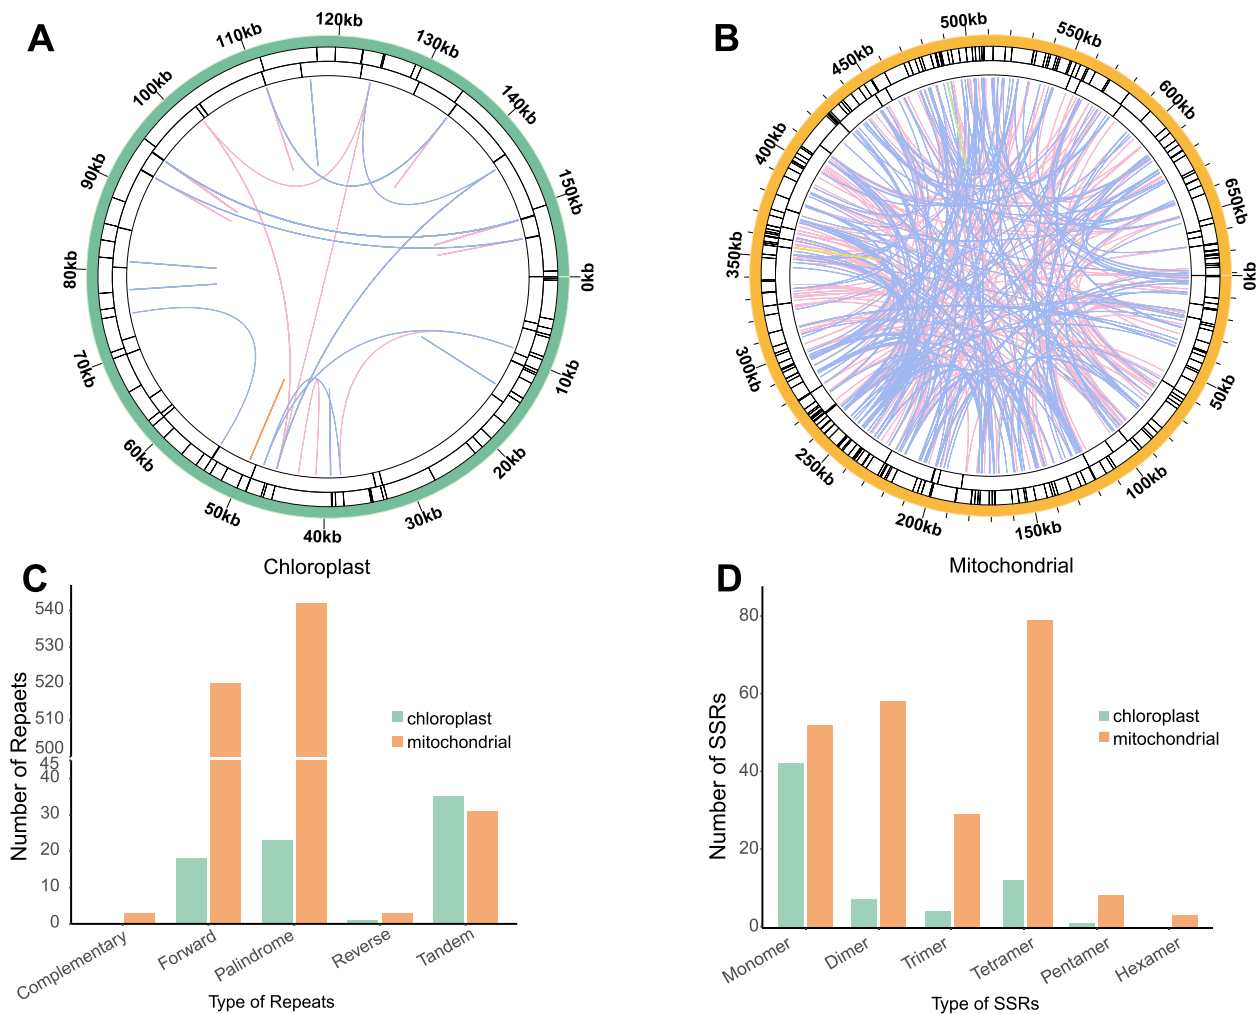 A
0kb
10kb
20kb
30kb
40kb
50kb
60kb
70kb
80kb
90kb
100kb
110kb
120kb
130kb
140kb
150kb
Chloroplast
B
0kb
50kb
100kb
150kb
200kb
250kb
300kb
350kb
400kb
450kb
500kb
550kb
600kb
650kb
Mitochondrial
C
Number of Repaets
540
530
520
510
500
45
40
30
20
10
0
chloroplast
mitochondrial
Complementary
Forward
Palindrome
Reverse
Tandem
Type of Repeats
D
Number of SSRs
80
60
40
20
0
chloroplast
mitochondrial
Monomer
Dimer
Trimer
Tetramer
Pentamer
Hexamer
Type of SSRs